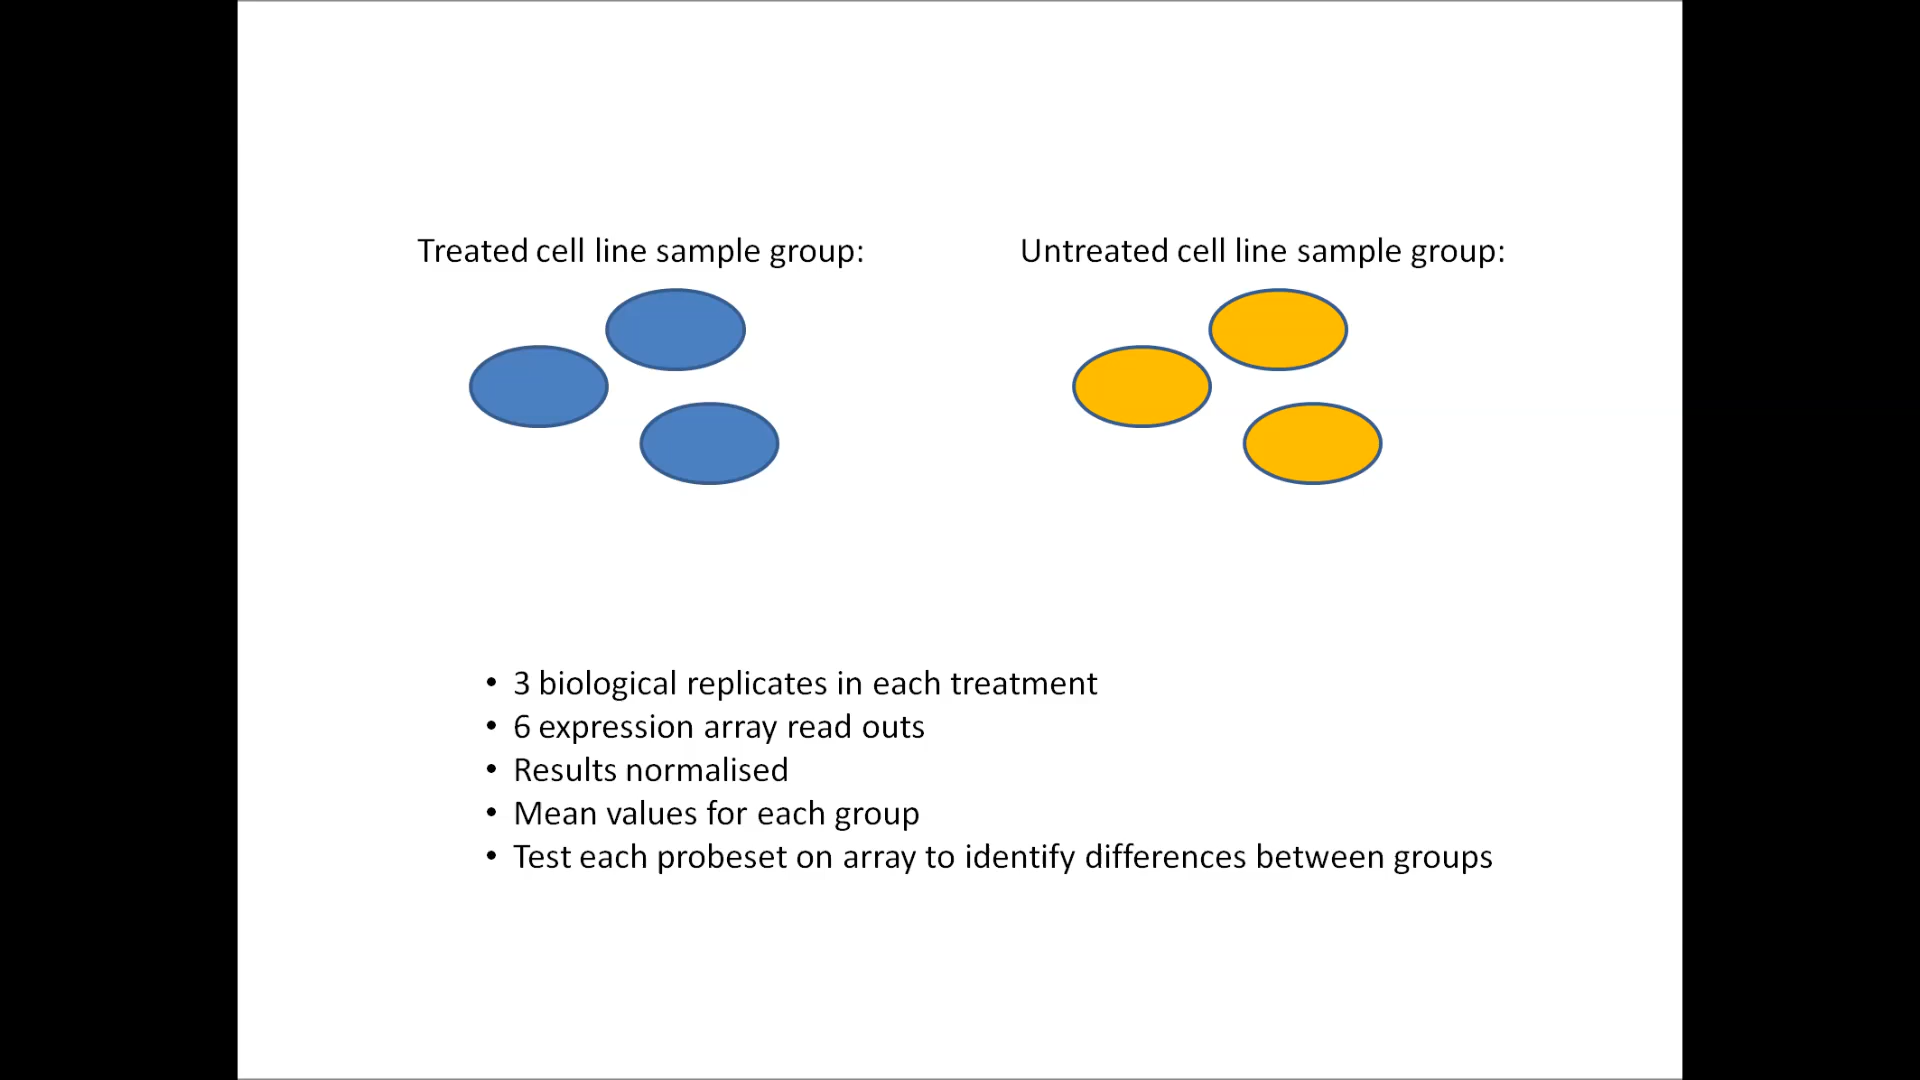 Treated cell line sample group:
Untreated cell line sample group:
• 3 biological replicates in each treatment
• 6 expression array read outs
• Results normalised
• Mean values for each group
• Test each probeset on array to identify differences between groups